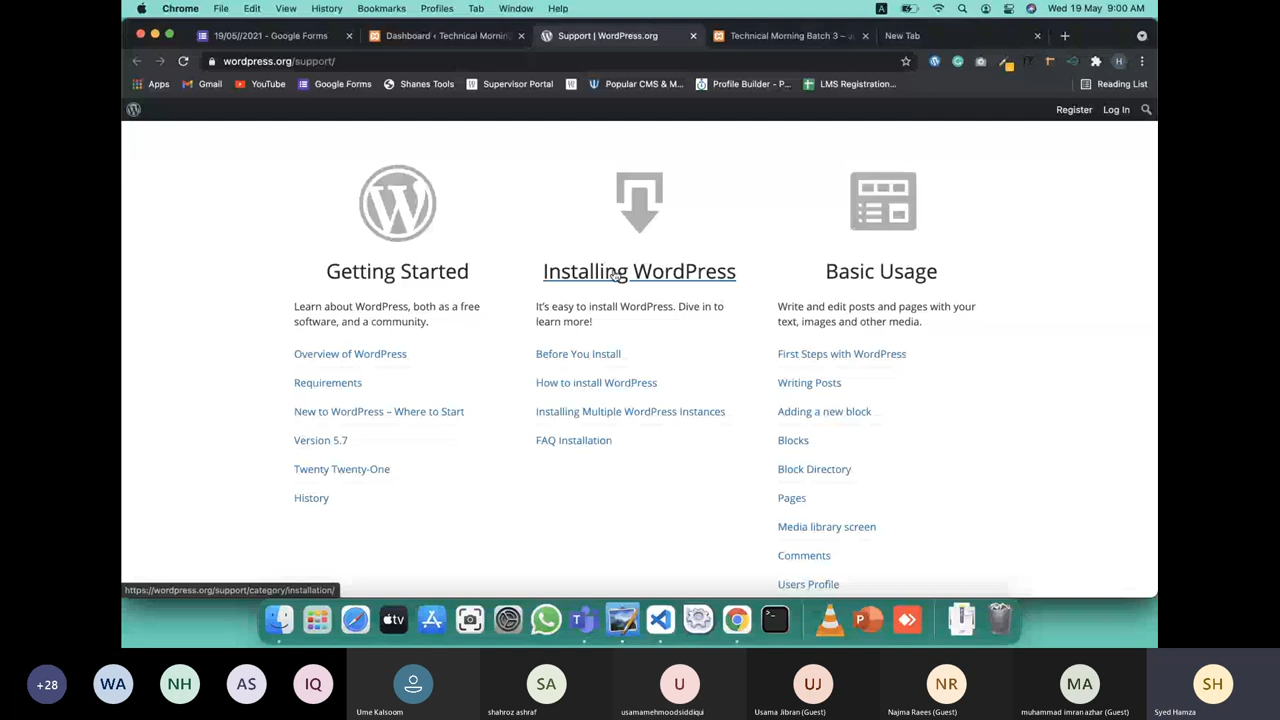 Chrome File Edit View History Bookmarks Profiles Tab Window Help A Wed 19 May 9:00 AM
19/05//2021 - Google Forms Dashboard ‹ Technical Morning Support | WordPress.org Technical Morning Batch 3 – New Tab
wordpress.org/support/
Apps Gmail YouTube Google Forms Shanes Tools Supervisor Portal Popular CMS & M... Profile Builder - P... LMS Registration... Reading List
Register Log In
Getting Started
Learn about WordPress, both as a free
software, and a community.
Overview of WordPress
Requirements
New to WordPress – Where to Start
Version 5.7
Twenty Twenty-One
History
Installing WordPress
It's easy to install WordPress. Dive in to
learn more!
Before You Install
How to install WordPress
Installing Multiple WordPress Instances
FAQ Installation
Basic Usage
Write and edit posts and pages with your
text, images and other media.
First Steps with WordPress
Writing Posts
Adding a new block
Blocks
Block Directory
Pages
Media library screen
Comments
Users Profile
https://wordpress.org/support/category/installation/
tv
+28 WA NH AS IQ SA U UJ NR MA SH
Ume Kalsoom shahroz ashraf usamamehmoodsiddiqui Usama Jibran (Guest) Najma Raees (Guest) muhammad imran azhar (Guest) Syed Hamza